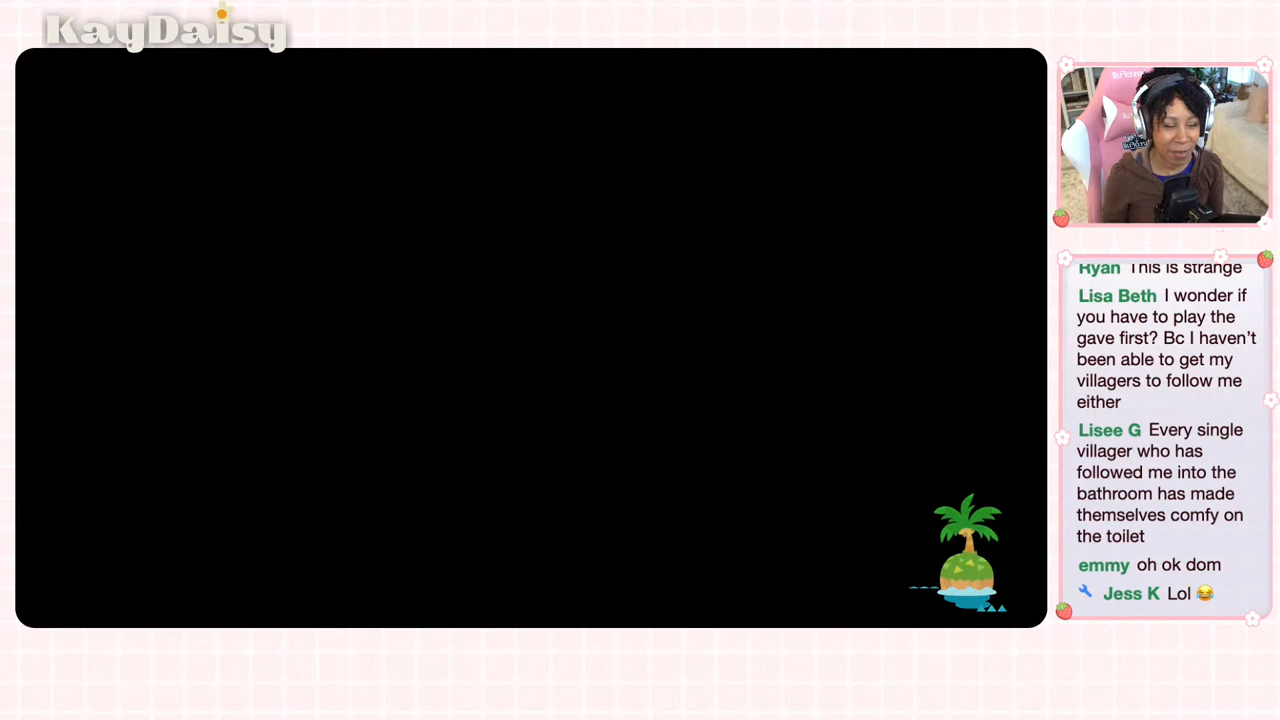 KayDaisy
Ryan This is strange
Lisa Beth I wonder if
you have to play the
gave first? Bc I haven't
been able to get my
villagers to follow me
either
Lisee G Every single
villager who has
followed me into the
bathroom has made
themselves comfy on
the toilet
emmy oh ok dom
Jess K Lol 😂